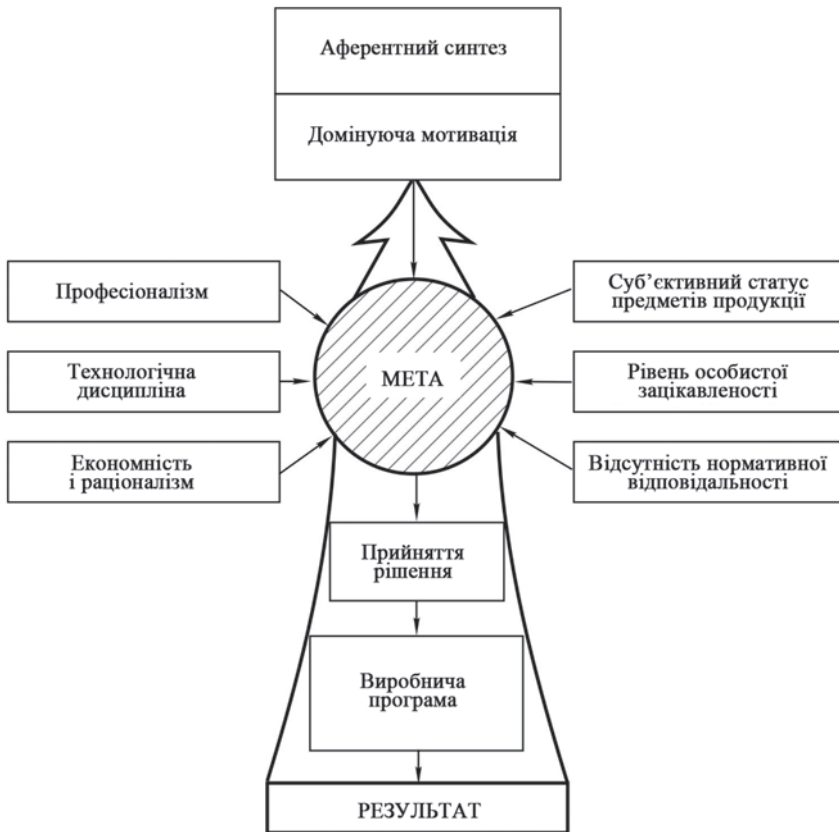 Аферентний синтез
Домінуюча мотивація
Професіоналізм
Суб’єктивний статус
предметів продукції
Технологічна
дисципліна
МЕТА
Рівень особистої
зацікавленості
Економність
і раціоналізм
Відсутність нормативної
відповідальності
Прийняття
рішення
Виробнича
програма
РЕЗУЛЬТАТ